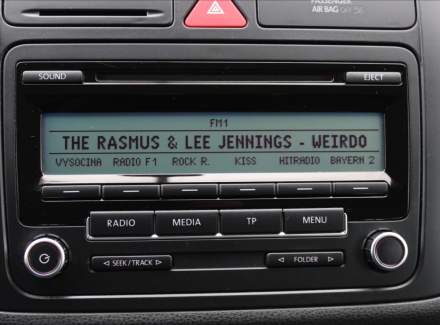 PASSENGER
AIR BAG OFF
SOUND
EJECT
FM1
THE RASMUS & LEE JENNINGS - WEIRDO
VYSOCINA RADIO F1 ROCK R. KISS HITRADIO BAYERN 2
RADIO MEDIA TP MENU
SEEK/TRACK
FOLDER